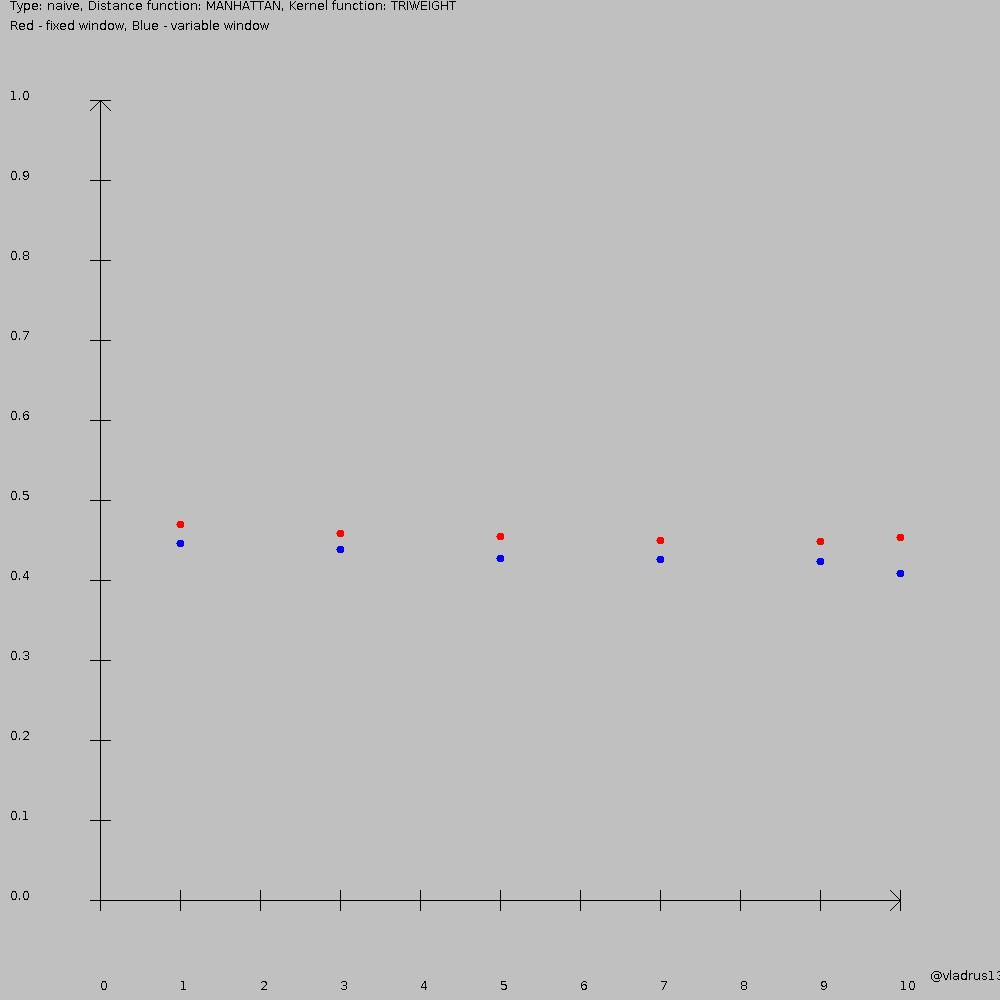 Type: naive, Distance function: MANHATTAN, Kernel function: TRIWEIGHT
Red - fixed window, Blue - variable window
1.0
0.9
0.8
0.7
0.6
0.5
0.4
0.3
0.2
0.1
0.0
0 1 2 3 4 5 6 7 8 9 10
@vladrus13